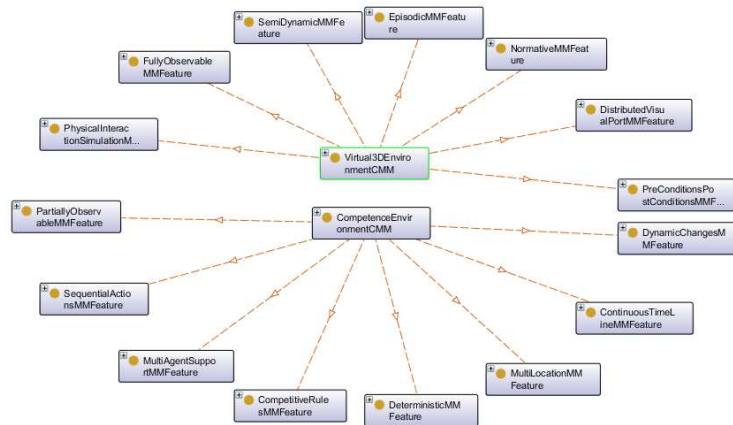 SemiDynamicMMFe
ature
EpisodicMMFeatu
re
NormativeMMFeat
ure
FullyObservable
MMFeature
DistributedVisu
alPortMMFeature
PhysicalInterac
tionSimulationM...
Virtual3DEnviro
nmentCMM
PreConditionsPo
stConditionsMMF...
PartiallyObserv
ableMMFeature
CompetenceEnvir
onmentCMM
DynamicChangesM
MFeature
SequentialActio
nsMMFeature
ContinuousTimeL
ineMMFeature
MultiAgentSuppo
rtMMFeature
MultiLocationMM
Feature
CompetitiveRule
sMMFeature
DeterministicMM
Feature